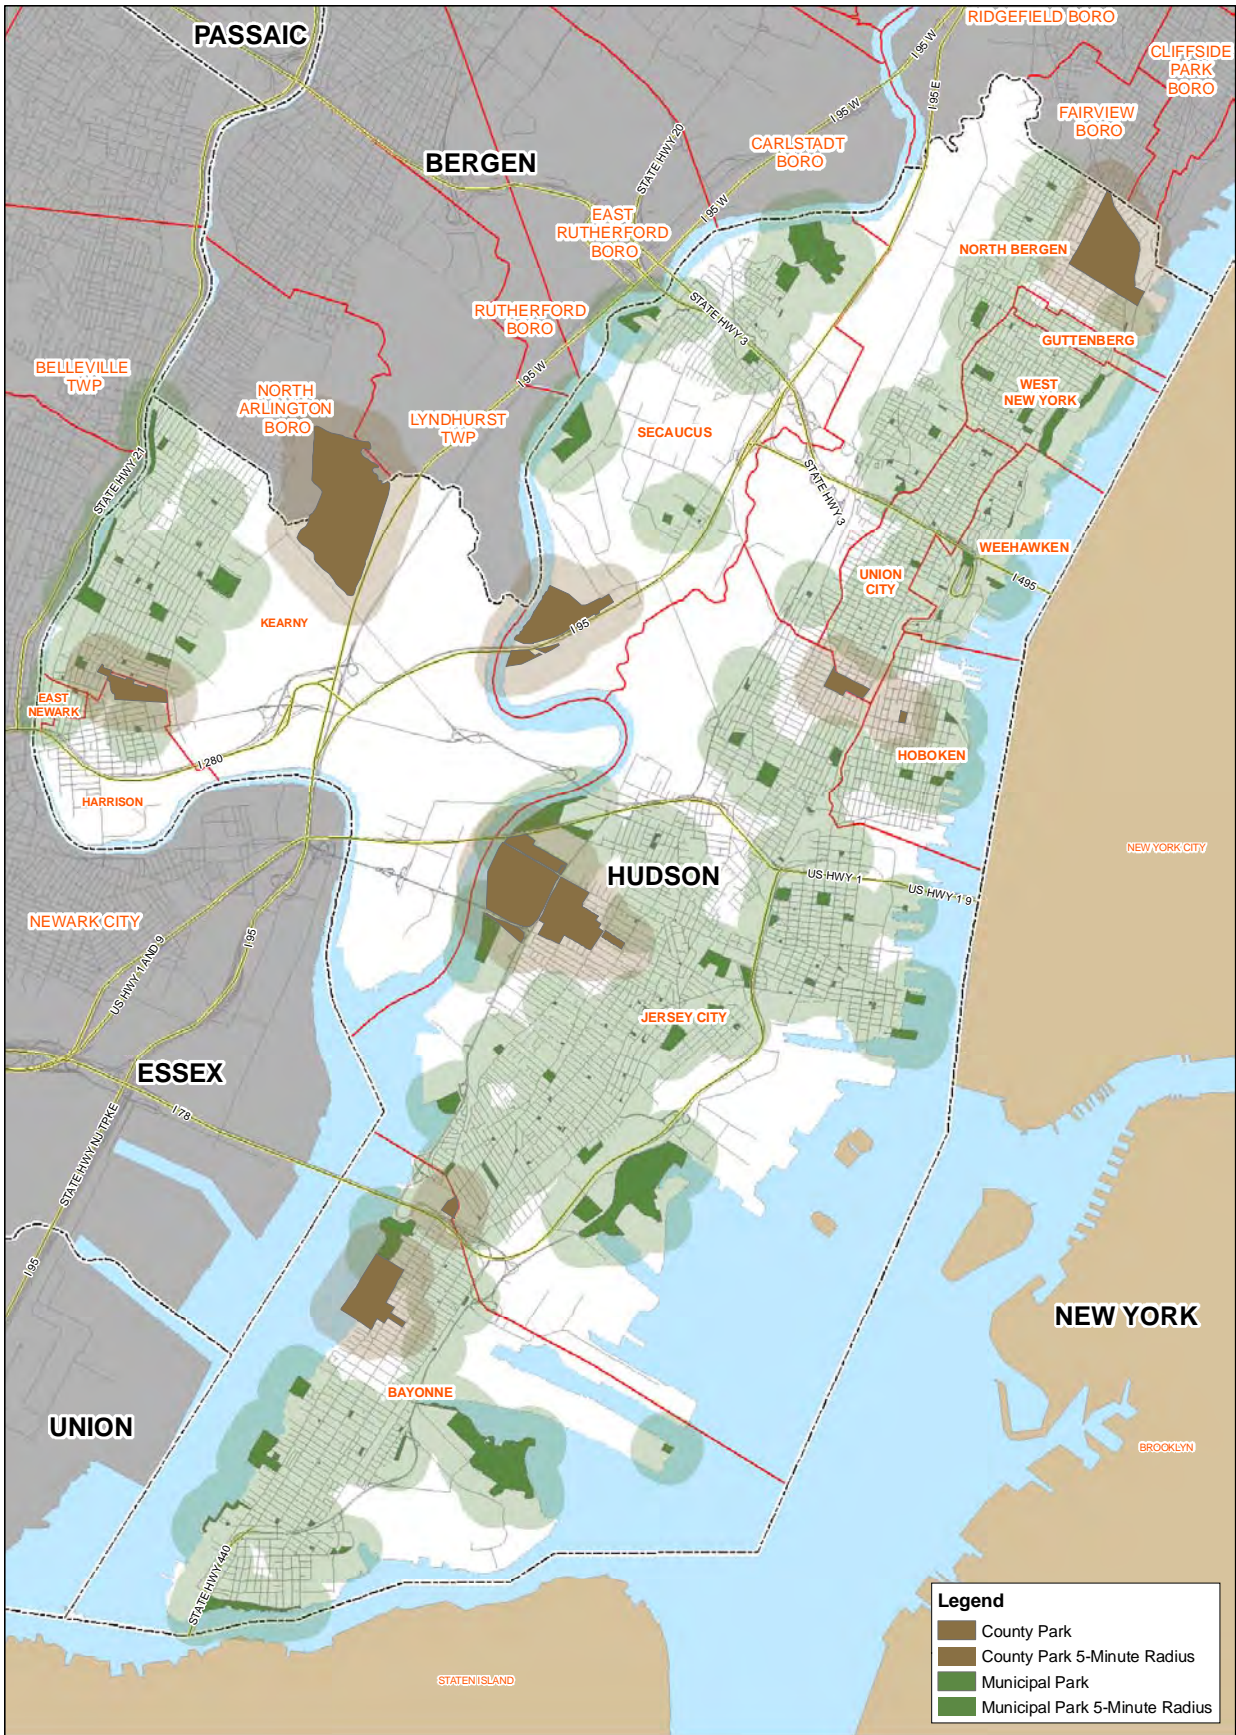 PASSAIC
RIDGEFIELD BORO
I 95 W
CLIFFSIDE
PARK
BORO
I 95 E
FAIRVIEW
BORO
I 95 W
CARLSTADT
BORO
STATE HWY 20
BERGEN
I 95 W
EAST
RUTHERFORD
BORO
NORTH BERGEN
STATE HWY 3
RUTHERFORD
BORO
GUTTENBERG
BELLEVILLE
TWP
I 95 W
WEST
NEW YORK
NORTH
ARLINGTON
BORO
LYNDHURST
TWP
SECAUCUS
STATE HWY 21
STATE HWY 3
WEEHAWKEN
UNION
CITY
I 495
KEARNY
I 95
EAST
NEWARK
HOBOKEN
I 280
HARRISON
NEW YORK CITY
HUDSON
US HWY 1
US HWY 1 9
NEWARK CITY
I 95
US HWY 1 AND 9
JERSEY CITY
ESSEX
I 78
STATE HWY NJ TPKE
I 95
NEW YORK
BAYONNE
UNION
BROOKLYN
STATE HWY 440
STATEN ISLAND
Legend
County Park
County Park 5-Minute Radius
Municipal Park
Municipal Park 5-Minute Radius